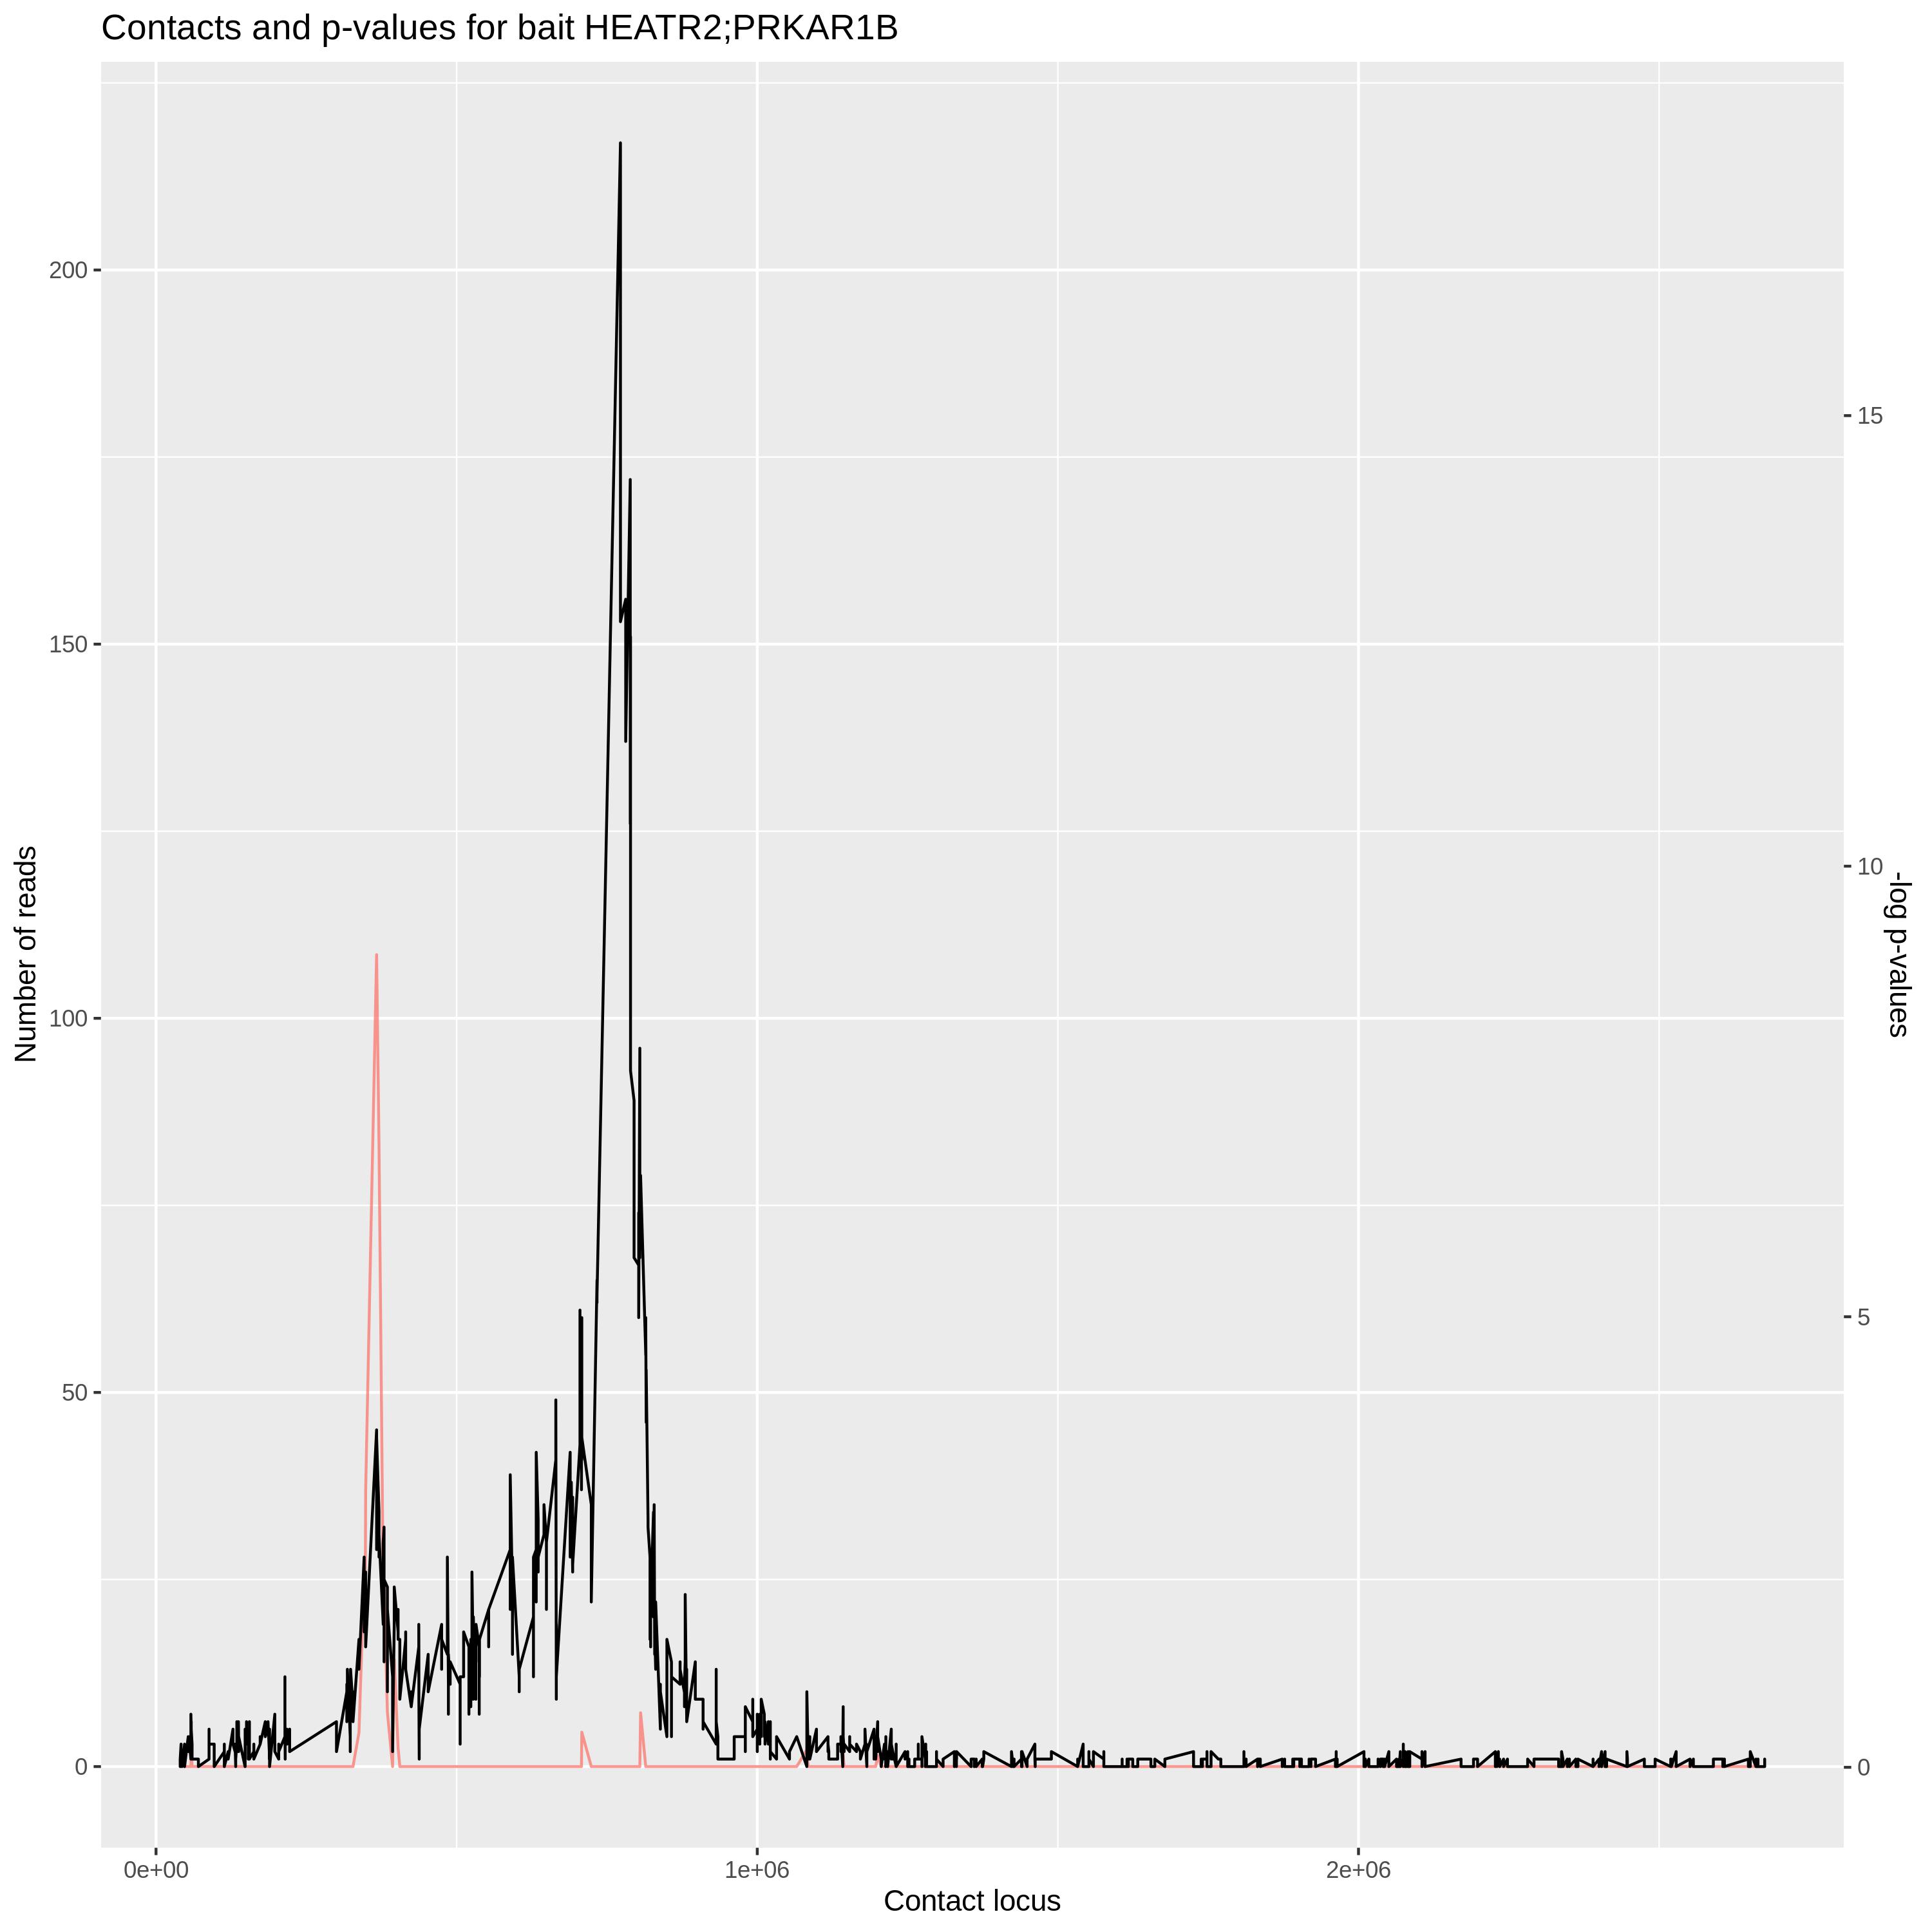 Contacts and p-values for bait HEATR2;PRKAR1B
Number of reads
200
150
100
50
0
15
10
5
0
-log p-values
0e+00
1e+06
2e+06
Contact locus